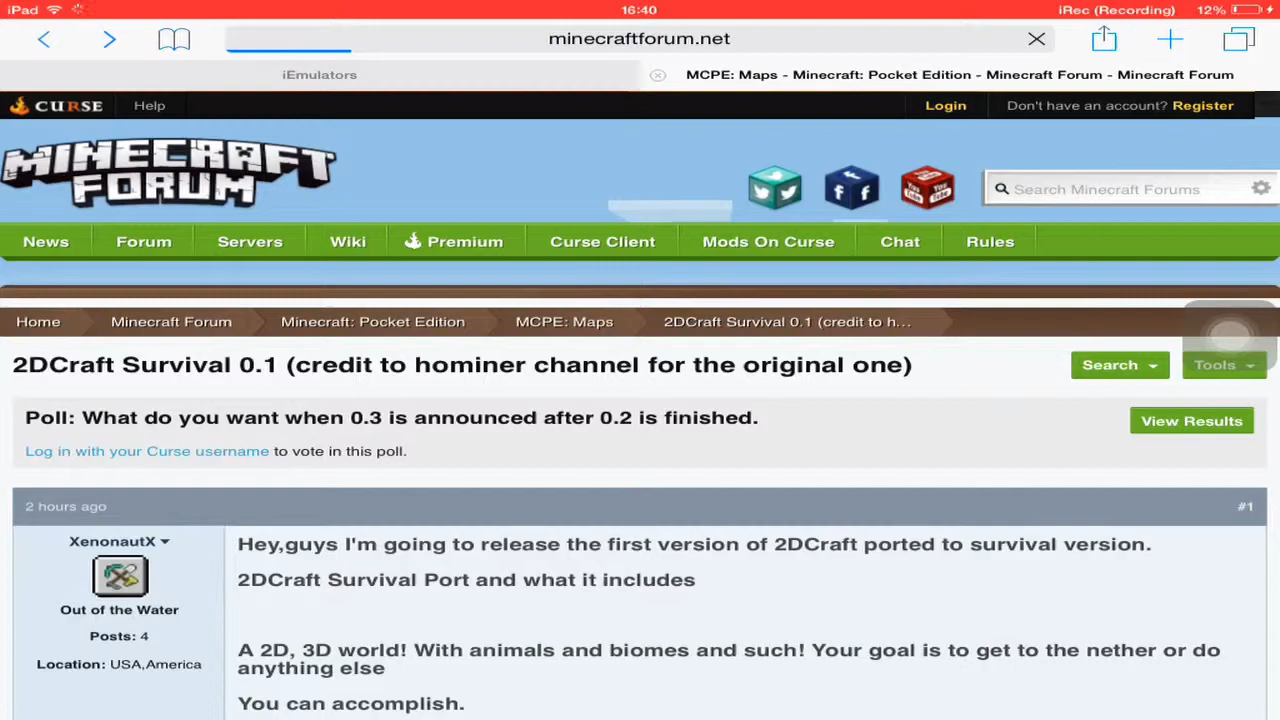 iPad 16:40 iRec (Recording) 12%
minecraftforum.net
iEmulators MCPE: Maps - Minecraft: Pocket Edition - Minecraft Forum - Minecraft Forum
CURSE Help Login Don't have an account? Register
MINECRAFT
FORUM
You Tube
Search Minecraft Forums
News Forum Servers Wiki Premium Curse Client Mods On Curse Chat Rules
Home Minecraft Forum Minecraft: Pocket Edition MCPE: Maps 2DCraft Survival 0.1 (credit to h...
2DCraft Survival 0.1 (credit to hominer channel for the original one) Search Tools
Poll: What do you want when 0.3 is announced after 0.2 is finished.
View Results
Log in with your Curse username to vote in this poll.
2 hours ago #1
XenonautX
Out of the Water
Posts: 4
Location: USA,America
Hey,guys I'm going to release the first version of 2DCraft ported to survival version.
2DCraft Survival Port and what it includes
A 2D, 3D world! With animals and biomes and such! Your goal is to get to the nether or do
anything else
You can accomplish.